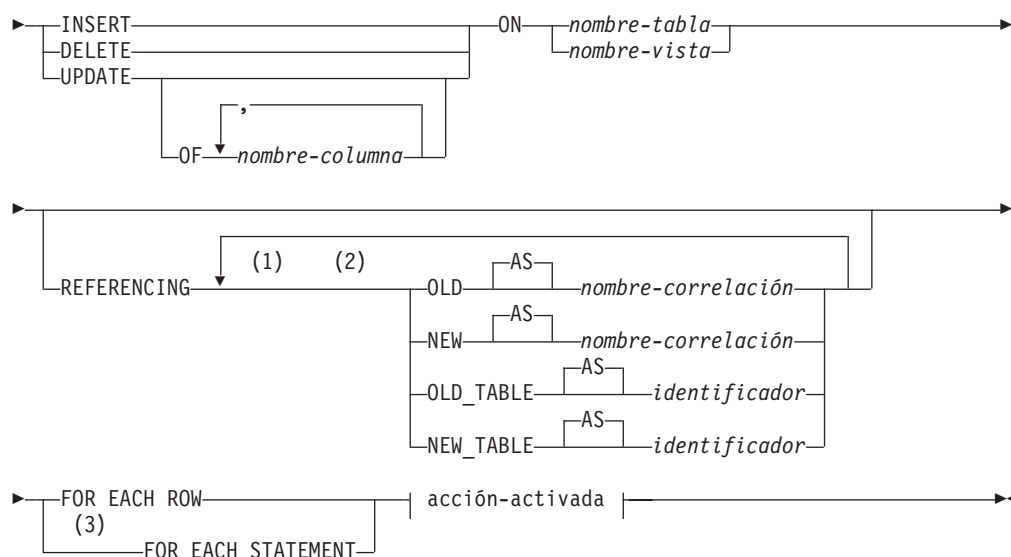 INSERT ON nombre-tabla
DELETE nombre-vista
UPDATE
,
OF nombre-columna
(1) (2) AS
REFERENCING OLD nombre-correlación
AS
NEW nombre-correlación
AS
OLD_TABLE identificador
AS
NEW_TABLE identificador
FOR EACH ROW acción-activada
(3)
FOR EACH STATEMENT